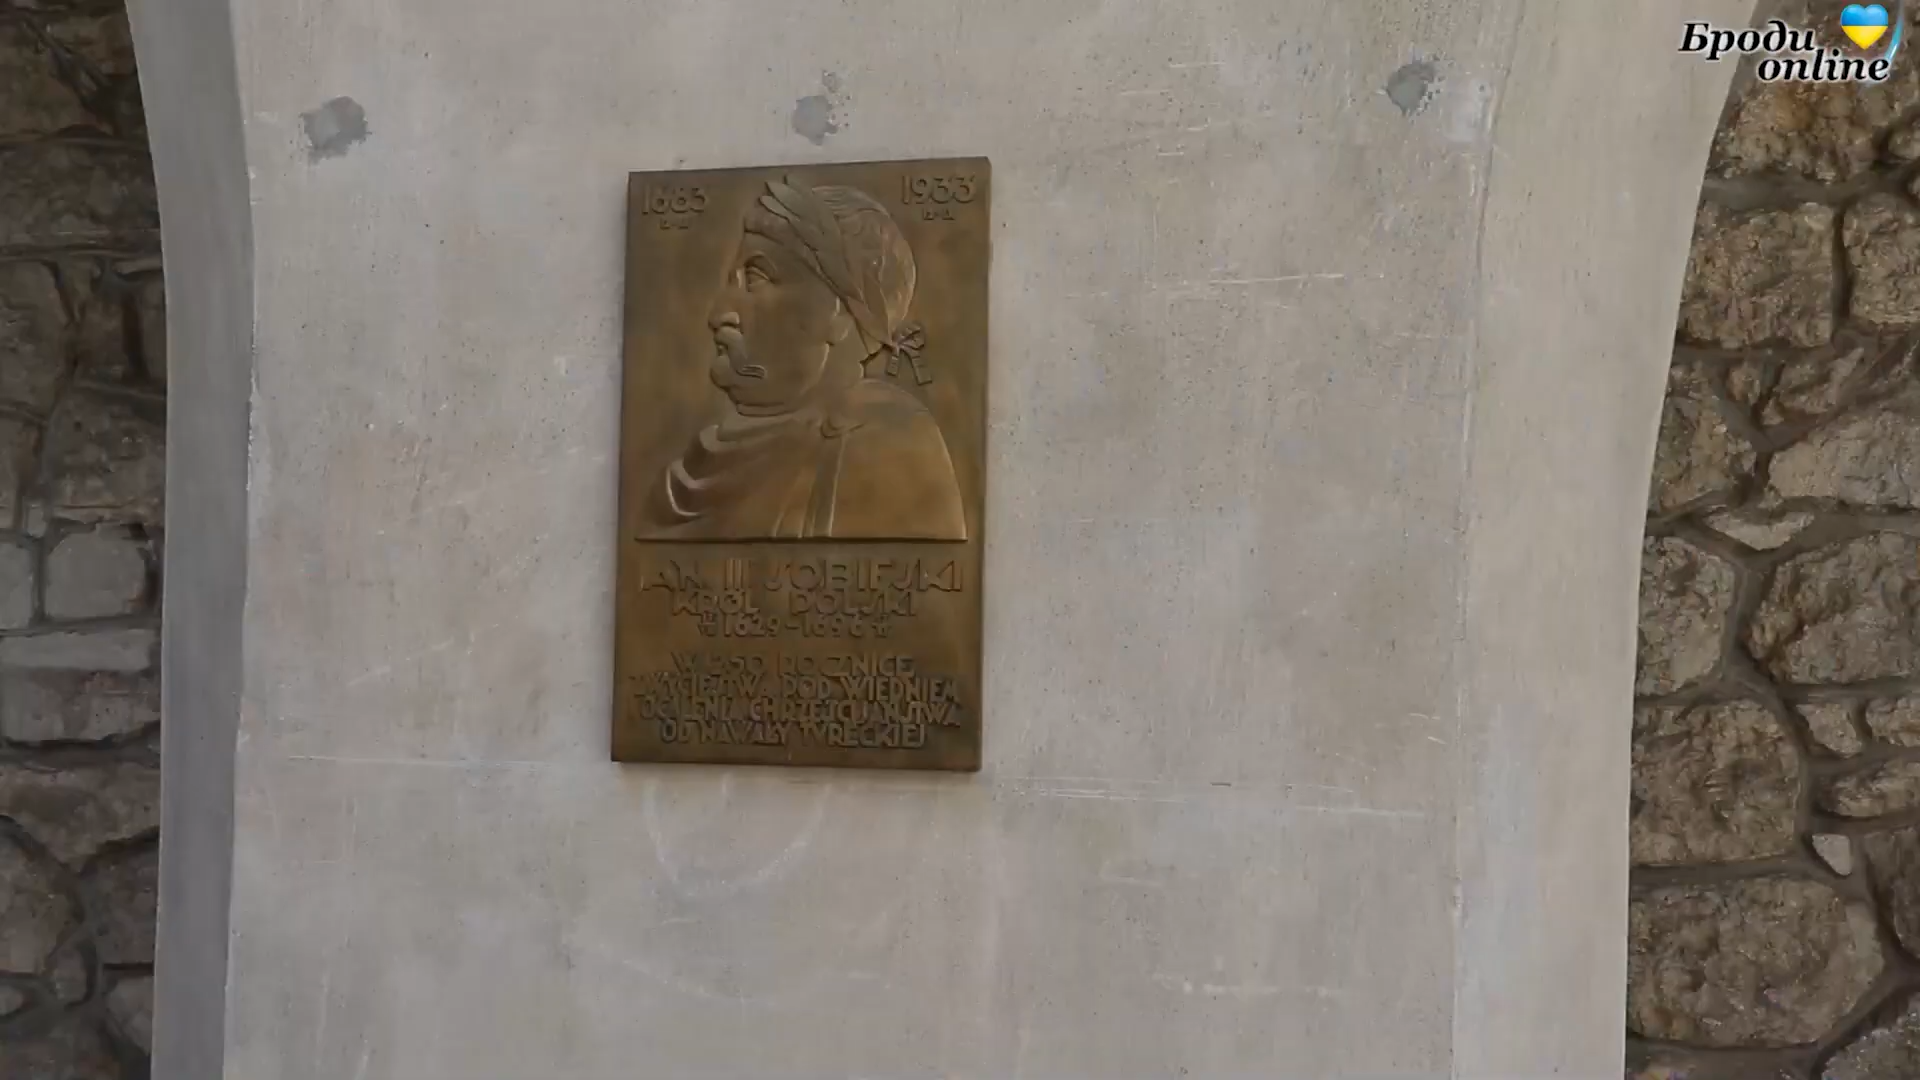 Броди
online
1683 1933
JAN III SOBIESKI
KRÓL POLSKI
1629-1696
W 250 ROCZNICĘ
ZWYCIĘSTWA POD WIEDNIEM
OCALENIA CHRZEŚCIJAŃSTWA
OD NAWAŁY TURECKIEJ